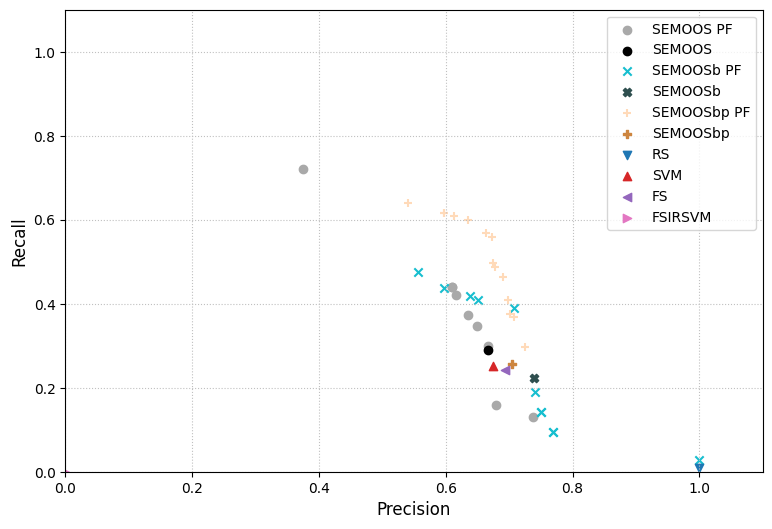 SEMOOS PF
SEMOOS
SEMOOSb PF
SEMOOSb
SEMOOSbp PF
SEMOOSbp
RS
SVM
FS
FSIRSVM
Recall
1.0
0.8
0.6
0.4
0.2
0.0
0.0 0.2 0.4 0.6 0.8 1.0
Precision